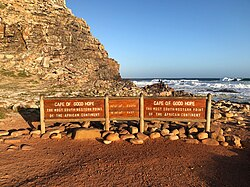 CAPE OF GOOD HOPE
THE MOST SOUTH-WESTERN POINT
OF THE AFRICAN CONTINENT
CAPE OF GOOD HOPE
THE MOST SOUTH-WESTERN POINT
OF THE AFRICAN CONTINENT